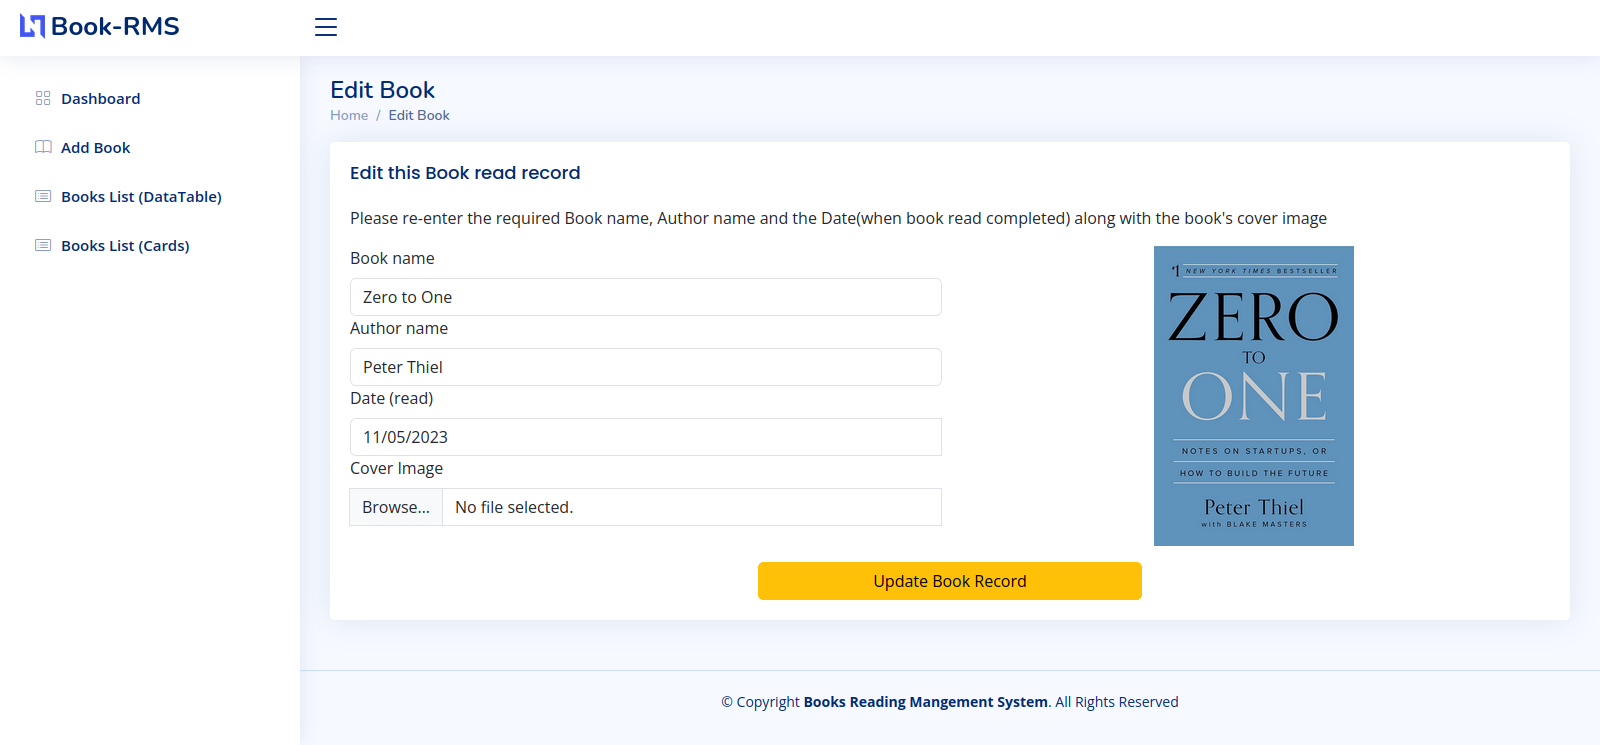 Book-RMS
Dashboard
Add Book
Books List (DataTable)
Books List (Cards)
Edit Book
Home / Edit Book
Edit this Book read record
Please re-enter the required Book name, Author name and the Date(when book read completed) along with the book's cover image
Book name
Zero to One
Author name
Peter Thiel
Date (read)
11/05/2023
Cover Image
Browse... No file selected.
#1 NEW YORK TIMES BESTSELLER
ZERO
TO
ONE
NOTES ON STARTUPS, OR
HOW TO BUILD THE FUTURE
Peter Thiel
with BLAKE MASTERS
Update Book Record
© Copyright Books Reading Mangement System. All Rights Reserved